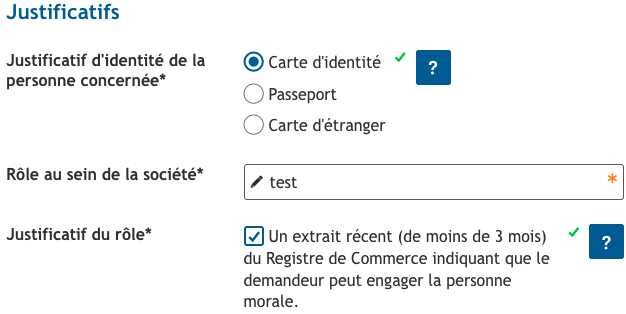 Justificatifs
Justificatif d'identité de la
personne concernée*
Carte d'identité
?
Passeport
Carte d'étranger
Rôle au sein de la société*
test
*
Justificatif du rôle*
Un extrait récent (de moins de 3 mois)
?
du Registre de Commerce indiquant que le
demandeur peut engager la personne
morale.